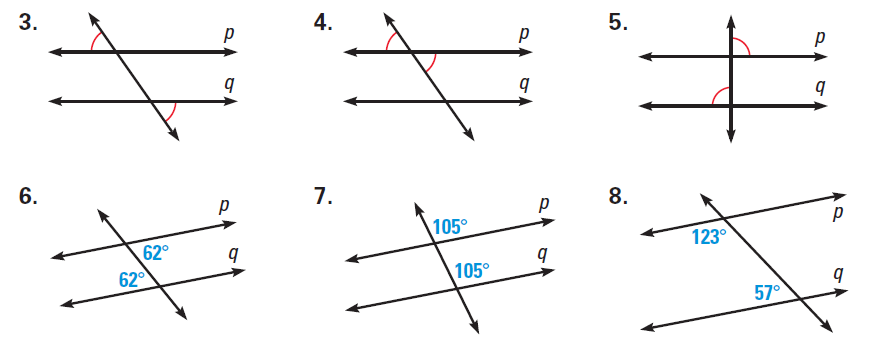 3. p q
4. p q
5. p q
6. p 62° 62° q
7. p 105° 105° q
8. p 123° 57° q